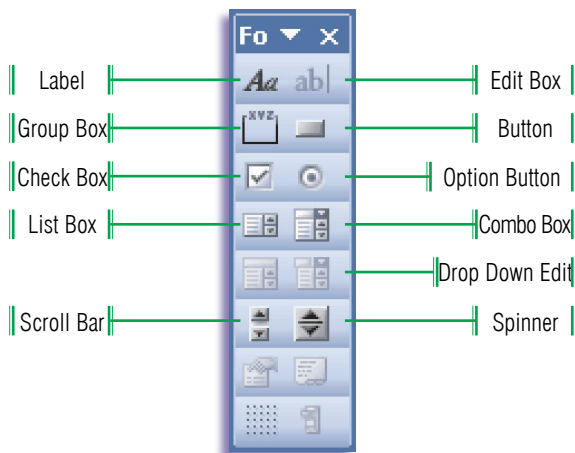 Fo
Label
Aa
ab
Edit Box
Group Box
XYZ
Button
Check Box
Option Button
List Box
Combo Box
Drop Down Edit
Scroll Bar
Spinner